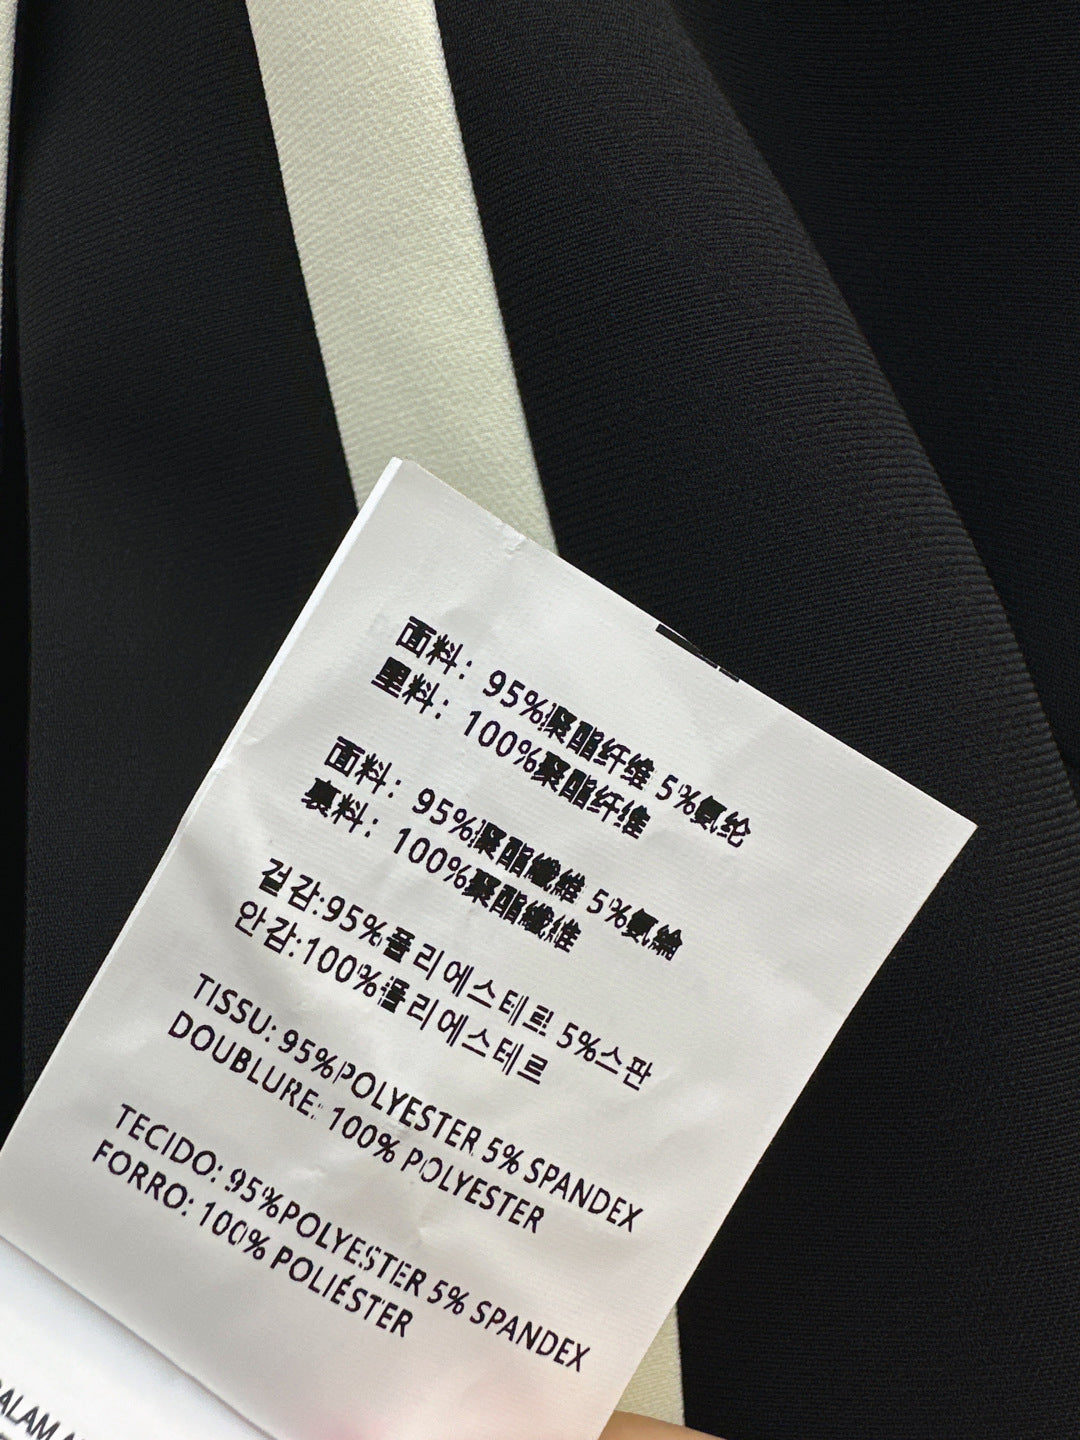 面料：95%聚酯纤维 5%氨纶
里料：100%聚酯纤维
面料：95%聚酯纖維 5%氨綸
裏料：100%聚酯纖維
겉감:95%폴리에스테르 5%스판
안감:100%폴리에스테르
TISSU: 95%POLYESTER 5% SPANDEX
DOUBLURE: 100% POLYESTER
TECIDO: 95%POLYESTER 5% SPANDEX
FORRO: 100% POLIÉSTER